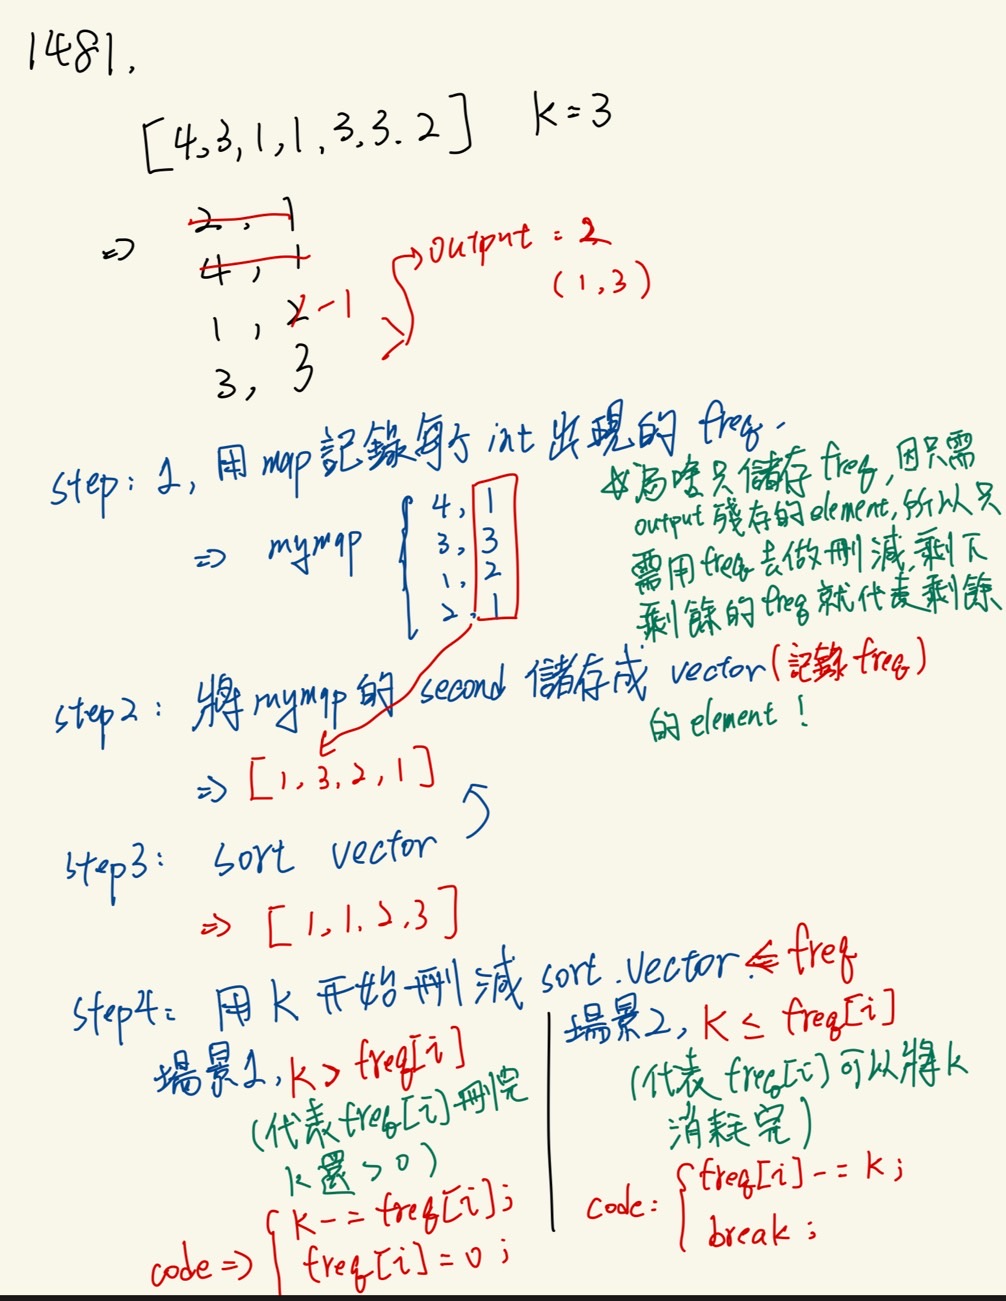 1481.
[4,3,1,1,3,3.2] k=3
⇒ 2, 1
4, 1
1, 2-1
3, 3
output = 2
(1,3)
step: 1, 用 map 記錄每个 int 出現的 freq.
⇒ mymap { 4, 1
3, 3
1, 2
2, 1
為啥只儲存 freq, 因只需
output 殘存的 element, 所以只
需用 freq 去做刪減, 剩下
剩餘的 freq 就代表剩餘
的 element !
step2: 將 mymap 的 second 儲存成 vector (記錄 freq)
⇒ [1,3,2,1]
step3: sort vector
⇒ [1,1.2,3]
step4: 用 k 开始刪減 sort.vector. ⇐ freq
場景1, k > freq[i]
(代表 freq[i] 刪完
k 還 > 0)
code ⇒ { k -= freq[i];
freq[i] = 0 ;
場景2, k ≤ freq[i]
(代表 freq[i] 可以將 k
消耗完)
code: { freq[i] -= k ;
break ;